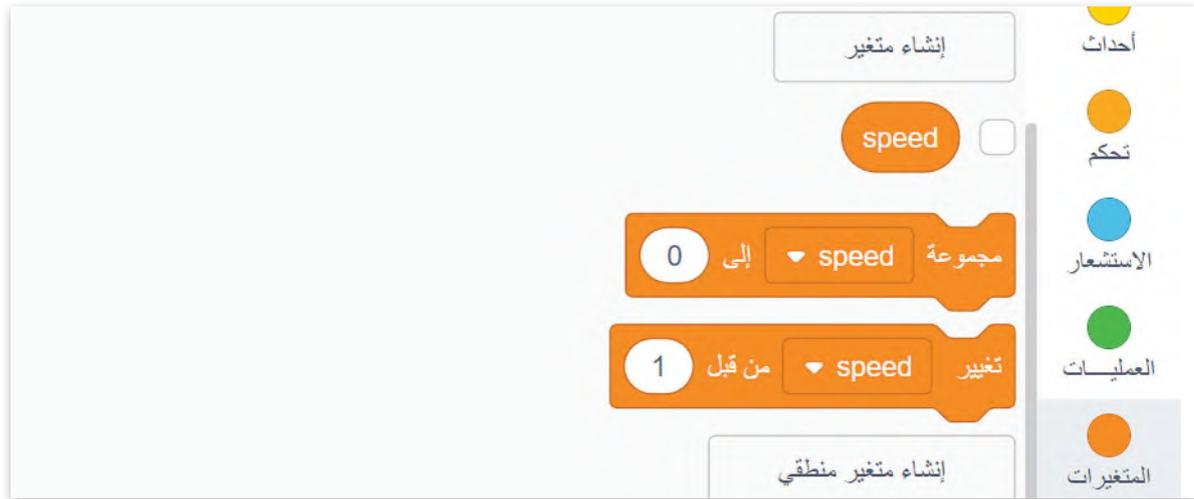 أحداث
تحكم
الاستشعار
العمليـــات
المتغيرات
إنشاء متغير
speed
مجموعة speed إلى 0
تغيير speed من قبل 1
إنشاء متغير منطقي